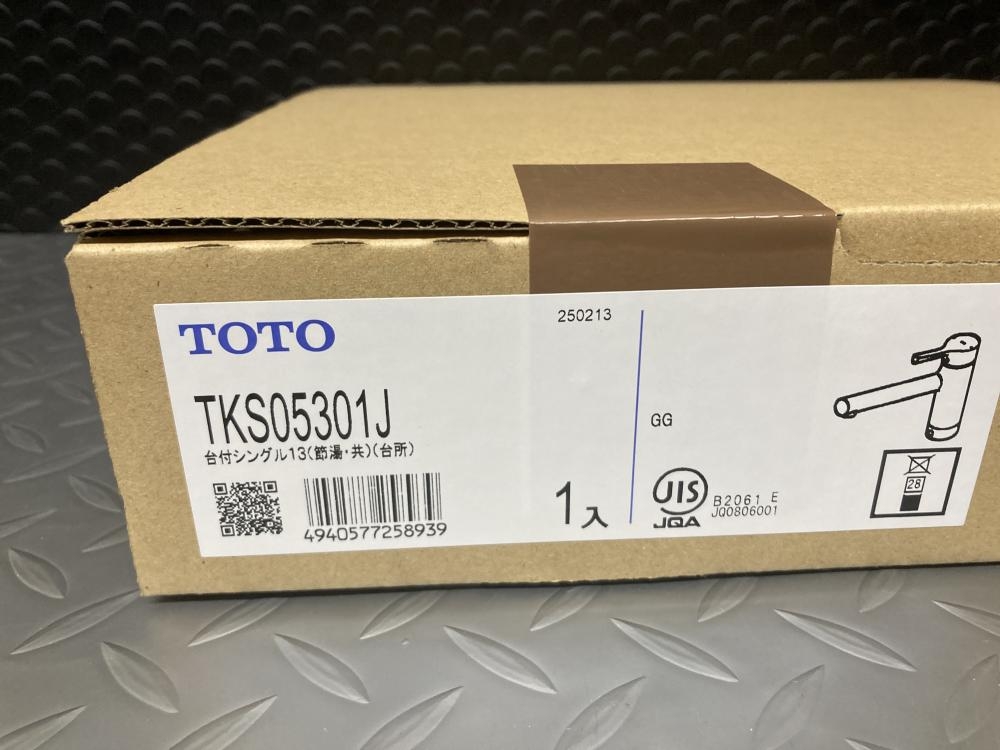 TOTO
250213
TKS05301J
台付シングル13(節湯・共)(台所)
4940577258939
1入
GG
JIS
JQA
B2061 E
JQ0806001
28